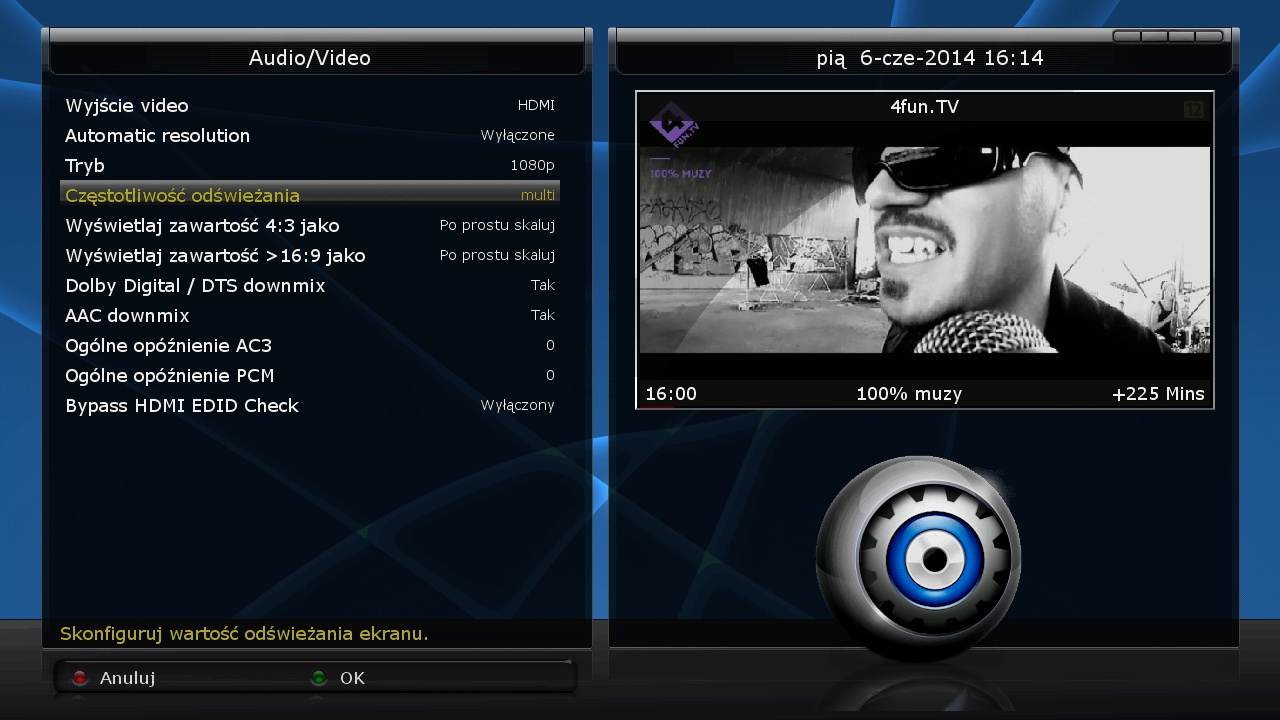 Audio/Video
Wyjście video HDMI
Automatic resolution Wyłączone
Tryb 1080p
Częstotliwość odświeżania multi
Wyświetlaj zawartość 4:3 jako Po prostu skaluj
Wyświetlaj zawartość >16:9 jako Po prostu skaluj
Dolby Digital / DTS downmix Tak
AAC downmix Tak
Ogólne opóźnienie AC3 0
Ogólne opóźnienie PCM 0
Bypass HDMI EDID Check Wyłączony
Skonfiguruj wartość odświeżania ekranu.
Anuluj OK
pią 6-cze-2014 16:14
4fun.TV
12
4 FUN.TV
100% MUZY
16:00 100% muzy +225 Mins